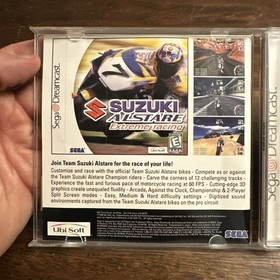 Sega Dreamcast
7
SUZUKI
ALSTARE
Extreme racing
E
Join Team Suzuki Alstare for the race of your life!
Customize and race with the official Team Suzuki Alstare bikes - Compete as or against
the Team Suzuki Alstare Champion riders - Carve the corners of 12 challenging tracks -
Experience the fast and furious pace of motorcycle racing at 60 FPS - Cutting-edge 3D
graphics create unequalled fluidity - Arcade, Against the Clock, Championship & 2-Player
Split Screen modes - Easy, Medium & Hard difficulty settings - Digitized sound
environments captured from the Team Suzuki Alstare bikes on the pro circuit
Ubi Soft
SEGA
Sega Dreamcast